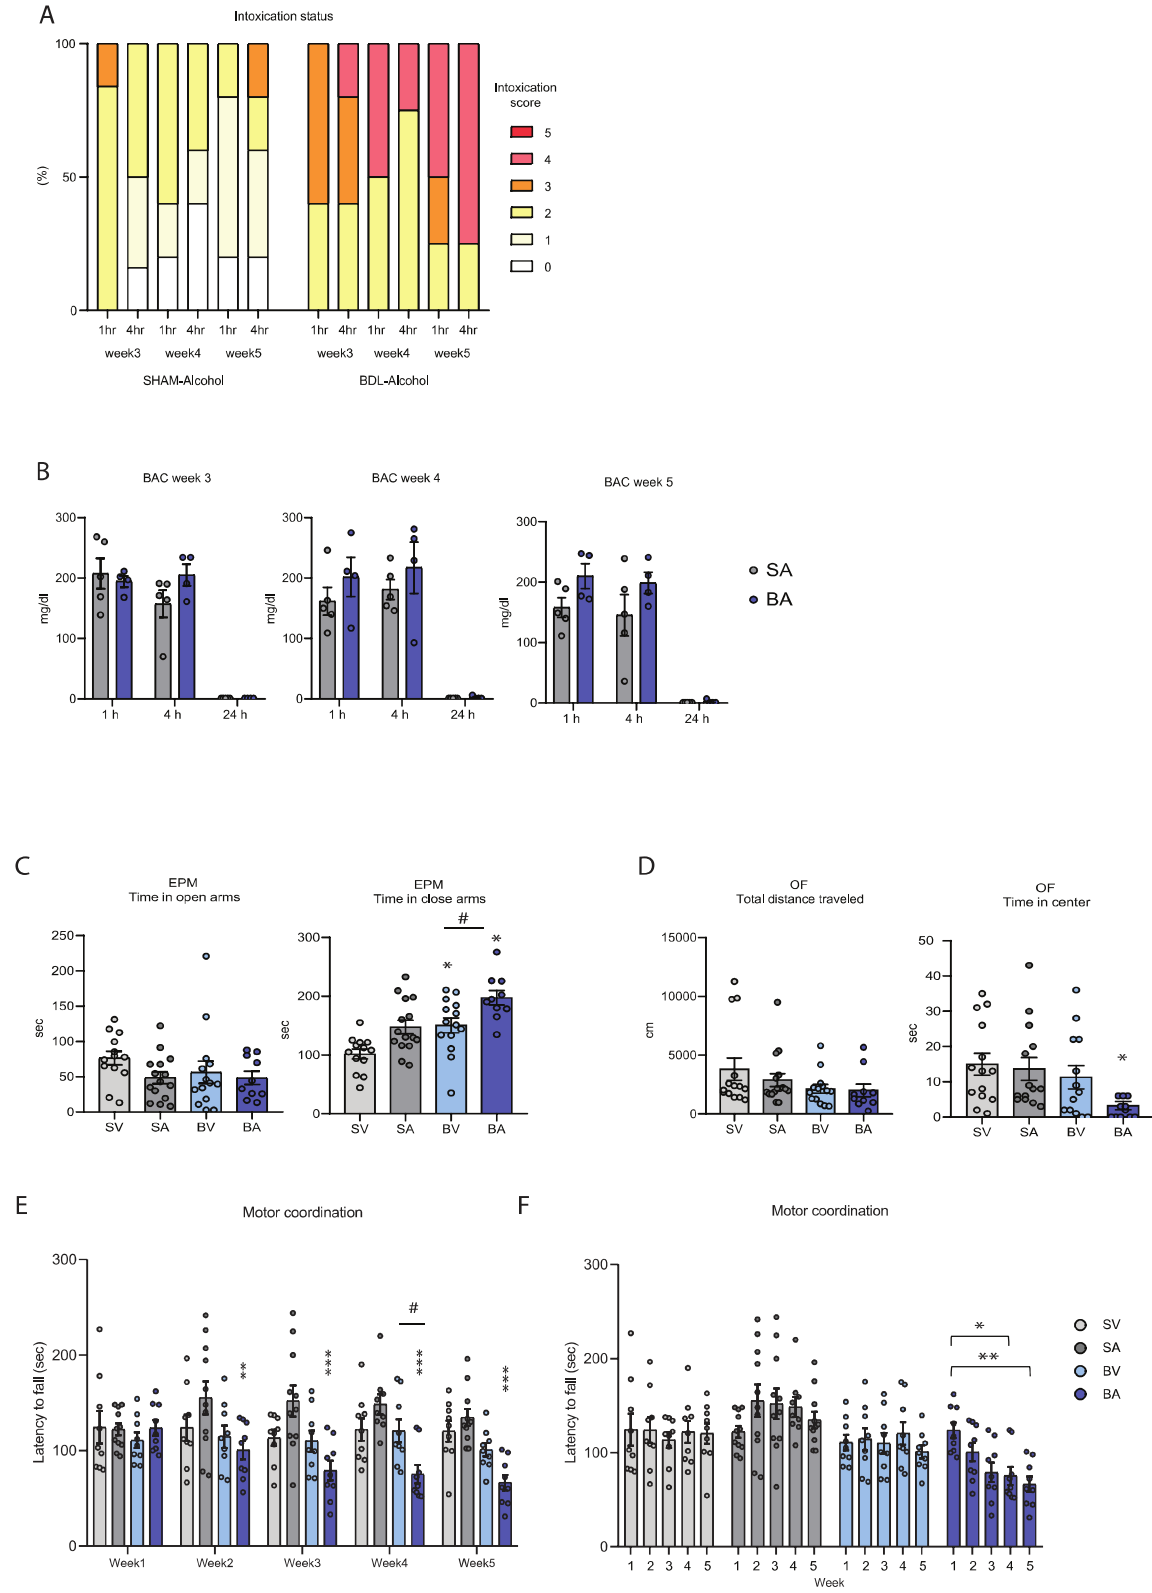 A
Intoxication status
100
50
0
(%)
1hr 4hr 1hr 4hr 1hr 4hr 1hr 4hr 1hr 4hr 1hr 4hr
week3 week4 week5 week3 week4 week5
SHAM-Alcohol BDL-Alcohol
Intoxication
score
5
4
3
2
1
0
B
BAC week 3
300
200
100
0
mg/dl
1 h 4 h 24 h
BAC week 4
300
200
100
0
mg/dl
1 h 4 h 24 h
BAC week 5
300
200
100
0
mg/dl
1 h 4 h 24 h
SA
BA
C
EPM
Time in open arms
250
200
150
100
50
0
sec
SV SA BV BA
EPM
Time in close arms
#
*
*
300
200
100
0
sec
SV SA BV BA
D
OF
Total distance traveled
15000
10000
5000
0
cm
SV SA BV BA
OF
Time in center
*
50
40
30
20
10
0
sec
SV SA BV BA
E
Motor coordination
300
200
100
0
Latency to fall (sec)
#
**
***
***
***
Week1 Week2 Week3 Week4 Week5
F
Motor coordination
300
200
100
0
Latency to fall (sec)
*
**
1 2 3 4 5 1 2 3 4 5 1 2 3 4 5 1 2 3 4 5
Week
SV
SA
BV
BA